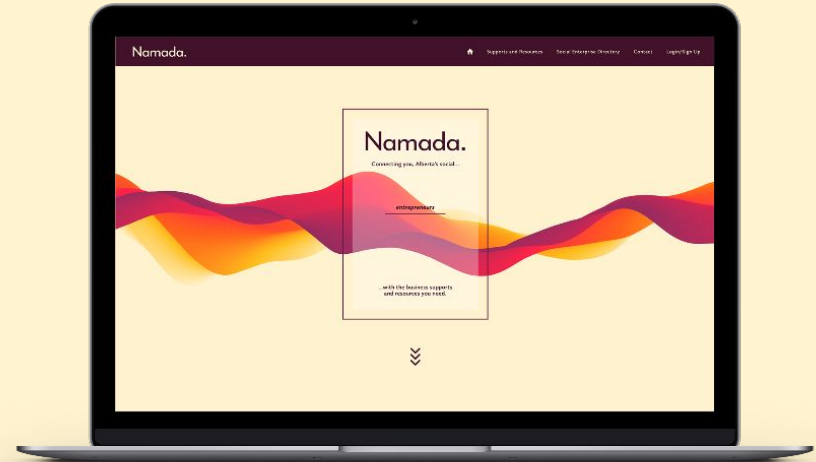 Namada.
Supports and Resources Social Enterprise Directory Contact Login/Sign Up
Namada.
Connecting you, Alberta's social...
entrepreneurs
...with the business supports
and resources you need.